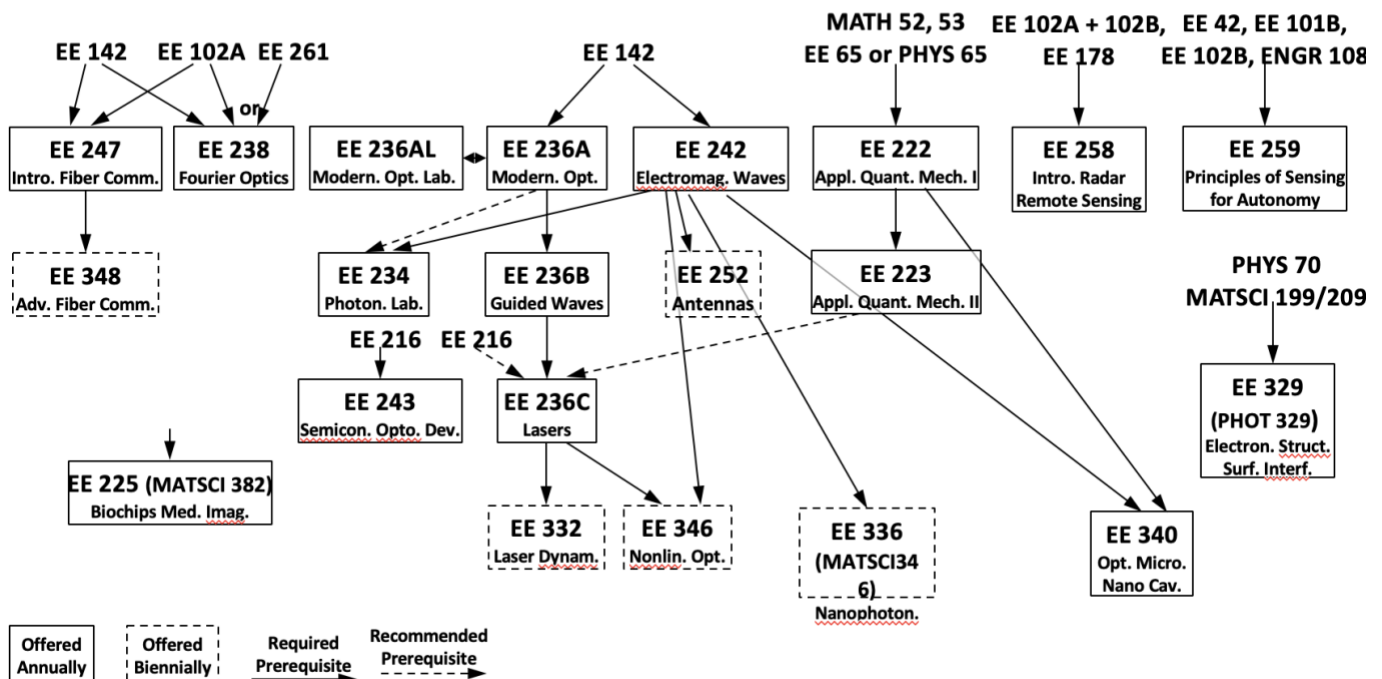 MATH 52, 53
EE 65 or PHYS 65
EE 102A + 102B,
EE 178
EE 42, EE 101B,
EE 102B, ENGR 108
EE 142
EE 102A
EE 261
EE 142
or
EE 247
Intro. Fiber Comm.
EE 238
Fourier Optics
EE 236AL
Modern. Opt. Lab.
EE 236A
Modern. Opt.
EE 242
Electromag. Waves
EE 222
Appl. Quant. Mech. I
EE 258
Intro. Radar
Remote Sensing
EE 259
Principles of Sensing
for Autonomy
EE 348
Adv. Fiber Comm.
EE 234
Photon. Lab.
EE 236B
Guided Waves
EE 252
Antennas
EE 223
Appl. Quant. Mech. II
PHYS 70
MATSCI 199/209
EE 216
EE 216
EE 243
Semicon. Opto. Dev.
EE 236C
Lasers
EE 329
(PHOT 329)
Electron. Struct.
Surf. Interf.
EE 225 (MATSCI 382)
Biochips Med. Imag.
EE 332
Laser Dynam.
EE 346
Nonlin. Opt.
EE 336
(MATSCI34
6)
Nanophoton.
EE 340
Opt. Micro.
Nano Cav.
Offered
Annually
Offered
Biennially
Required
Prerequisite
Recommended
Prerequisite